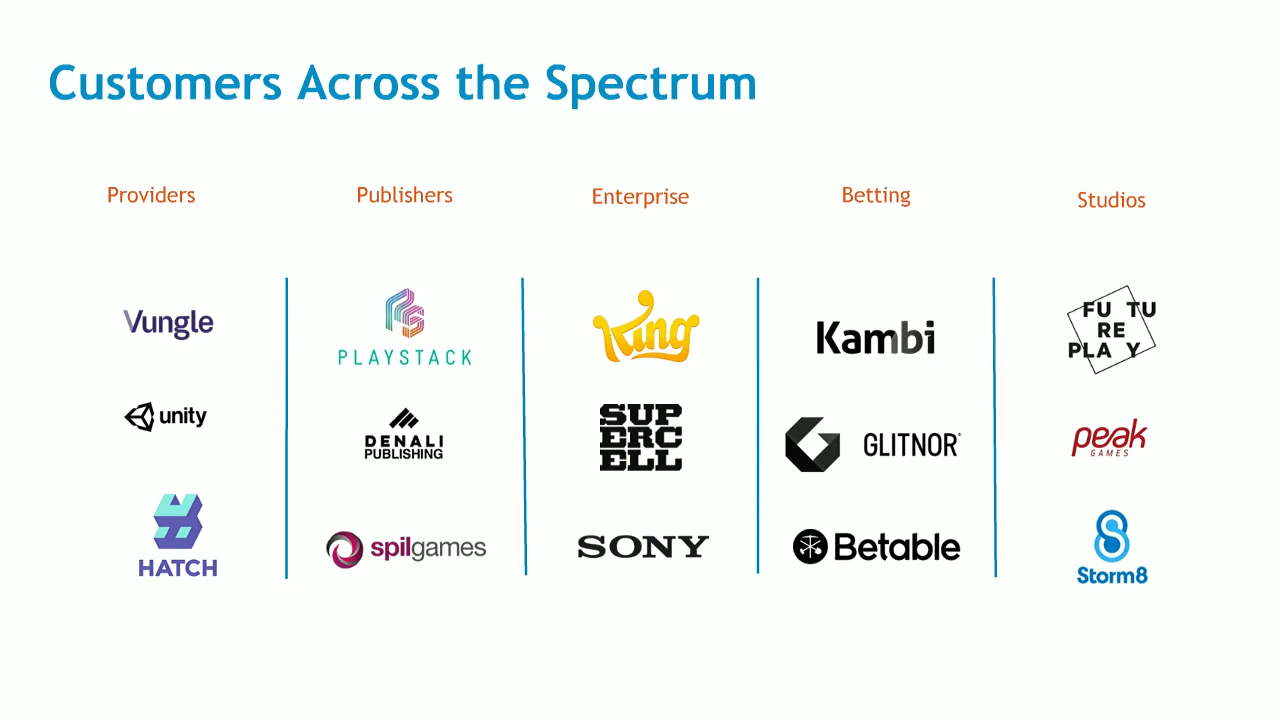 Customers Across the Spectrum
Providers
Publishers
Enterprise
Betting
Studios
Vungle
unity
HATCH
PLAYSTACK
DENALI
PUBLISHING
spilgames
King
SUP
ERC
ELL
SONY
Kambi
GLITNOR
Betable
FU TU
RE
PLA Y
peak
GAMES
Storm8